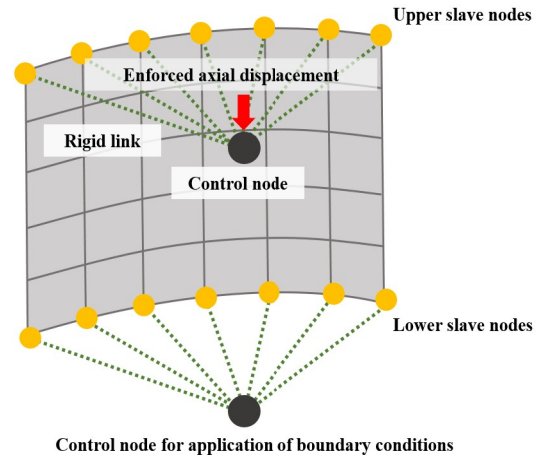 Upper slave nodes
Enforced axial displacement
Rigid link
Control node
Lower slave nodes
Control node for application of boundary conditions